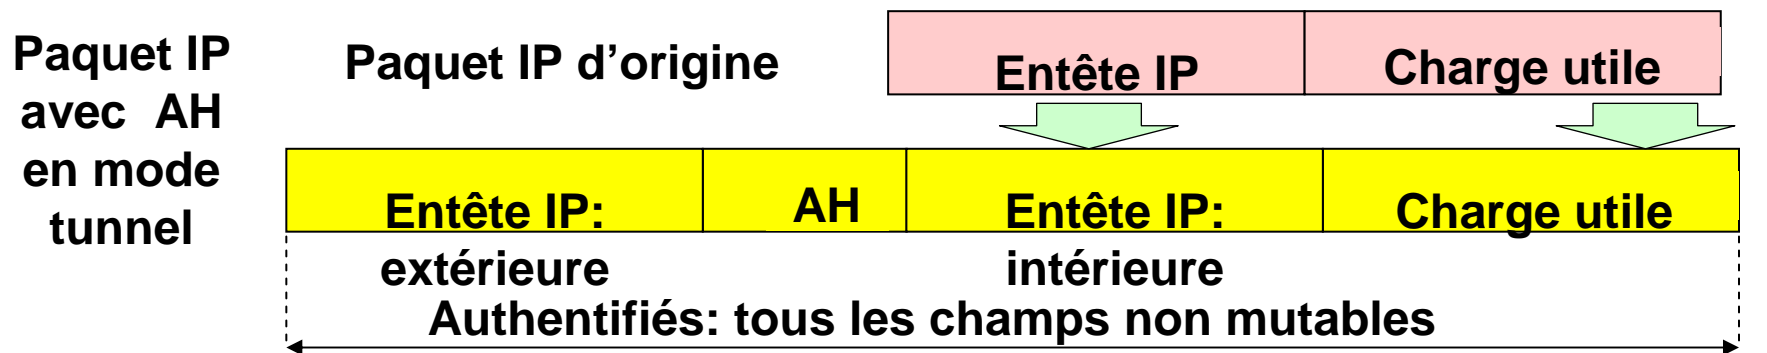 Paquet IP
avec AH
en mode
tunnel
Paquet IP d’origine
Entête IP
Charge utile
Entête IP:
extérieure
AH
Entête IP:
intérieure
Charge utile
Authentifiés: tous les champs non mutables